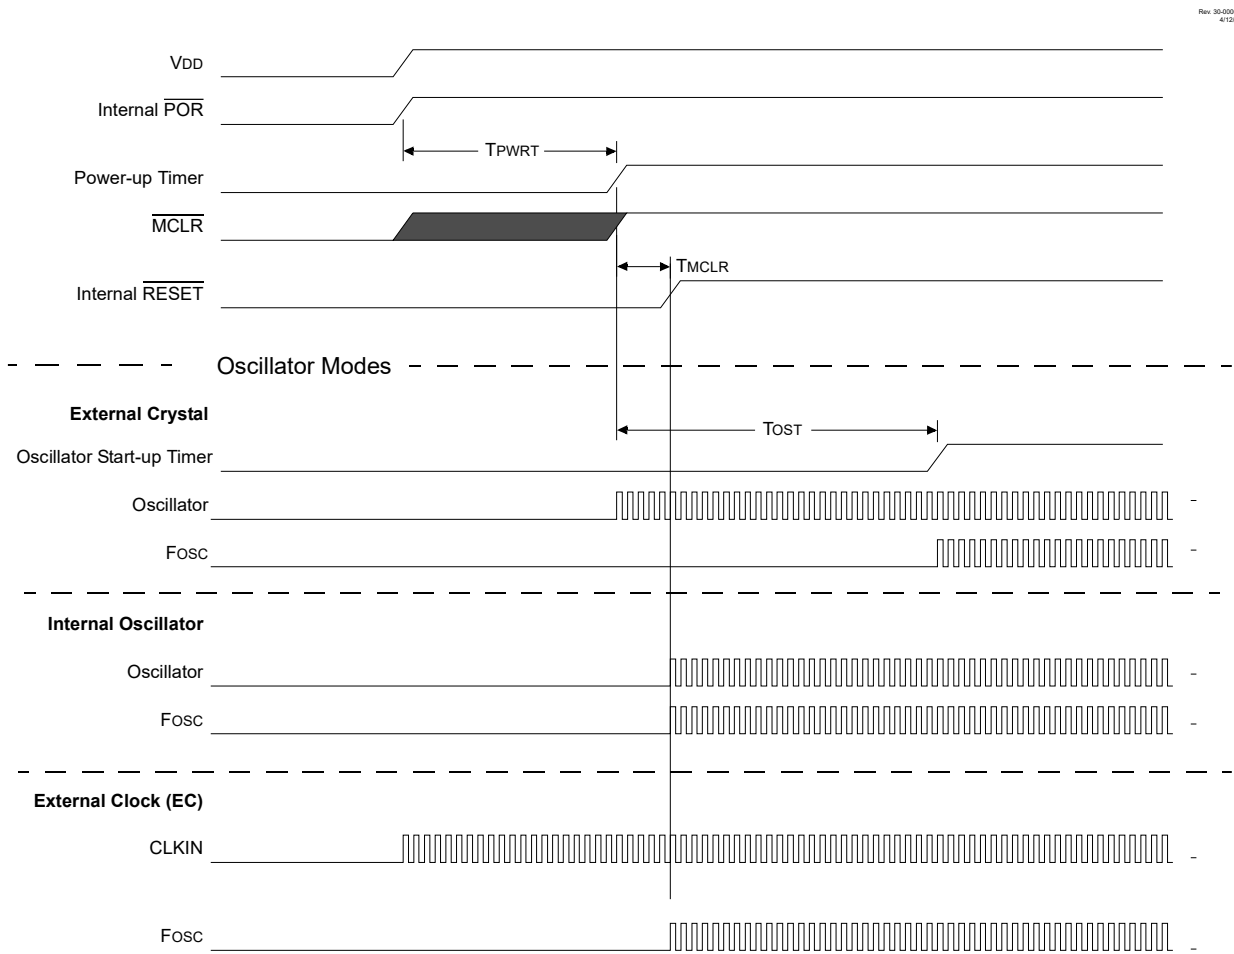 Rev. 30-000
4/12/
VDD
Internal POR
TPWRT
Power-up Timer
MCLR
TMCLR
Internal RESET
Oscillator Modes
External Crystal
TOST
Oscillator Start-up Timer
Oscillator
FOSC
Internal Oscillator
Oscillator
FOSC
External Clock (EC)
CLKIN
FOSC